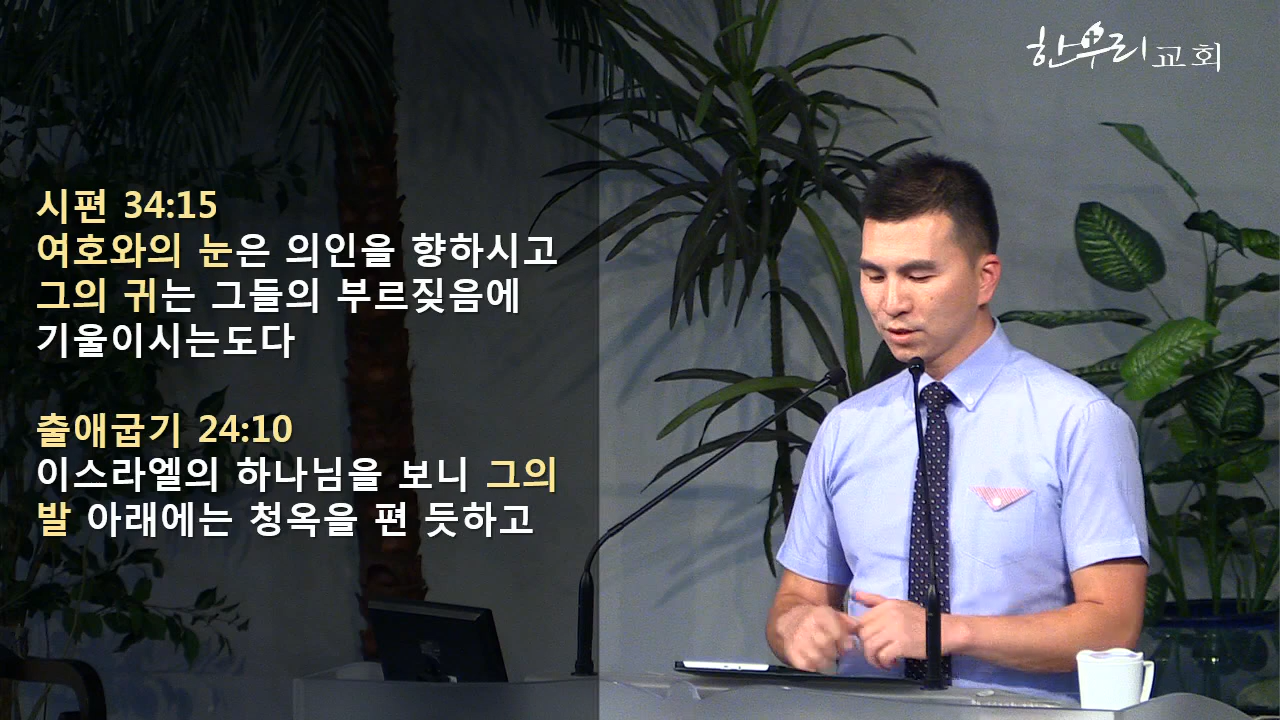 한우리교회
시편 34:15
여호와의 눈은 의인을 향하시고
그의 귀는 그들의 부르짖음에
기울이시는도다
출애굽기 24:10
이스라엘의 하나님을 보니 그의
발 아래에는 청옥을 편 듯하고